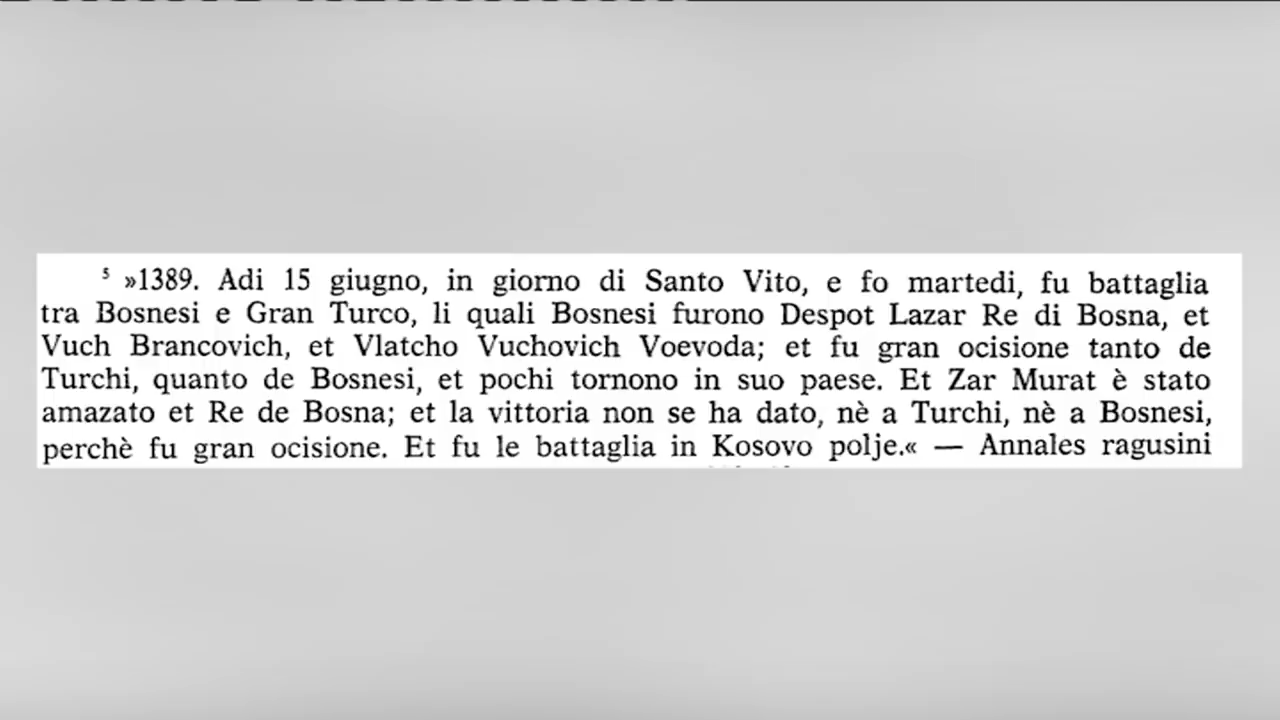 ⁵ »1389. Adi 15 giugno, in giorno di Santo Vito, e fo martedi, fu battaglia
tra Bosnesi e Gran Turco, li quali Bosnesi furono Despot Lazar Re di Bosna, et
Vuch Brancovich, et Vlatcho Vuchovich Voevoda; et fu gran ocisione tanto de
Turchi, quanto de Bosnesi, et pochi tornono in suo paese. Et Zar Murat è stato
amazato et Re de Bosna; et la vittoria non se ha dato, nè a Turchi, nè a Bosnesi,
perchè fu gran ocisione. Et fu le battaglia in Kosovo polje.« — Annales ragusini